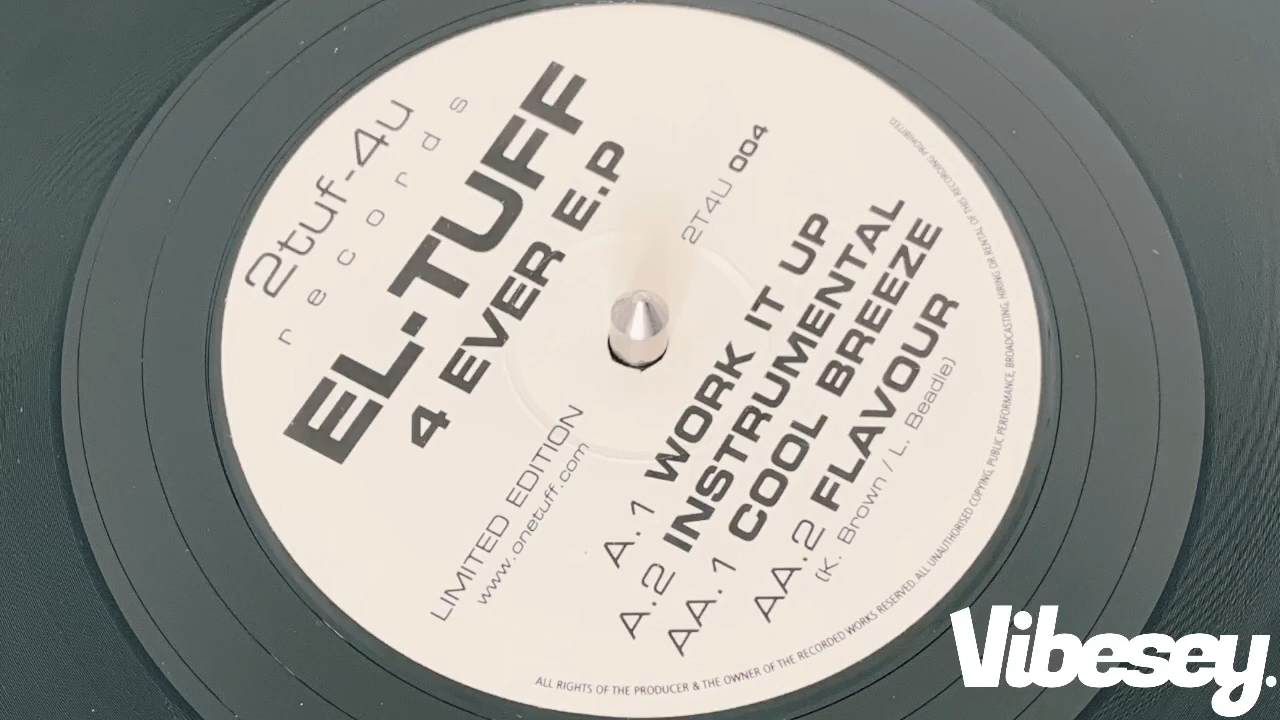 2tuf-4u
records
EL-TUFF
4 EVER E.P
2T4U 004
LIMITED EDITION
www.onetuff.com
A.1 WORK IT UP
A.2 INSTRUMENTAL
AA.1 COOL BREEZE
AA.2 FLAVOUR
(K. Brown / L. Beadle)
ALL RIGHTS OF THE PRODUCER & THE OWNER OF THE RECORDED WORKS RESERVED. ALL UNAUTHORISED COPYING, PUBLIC PERFORMANCE, BROADCASTING, HIRING OR RENTAL OF THIS RECORDING PROHIBITED.
Vibesey.